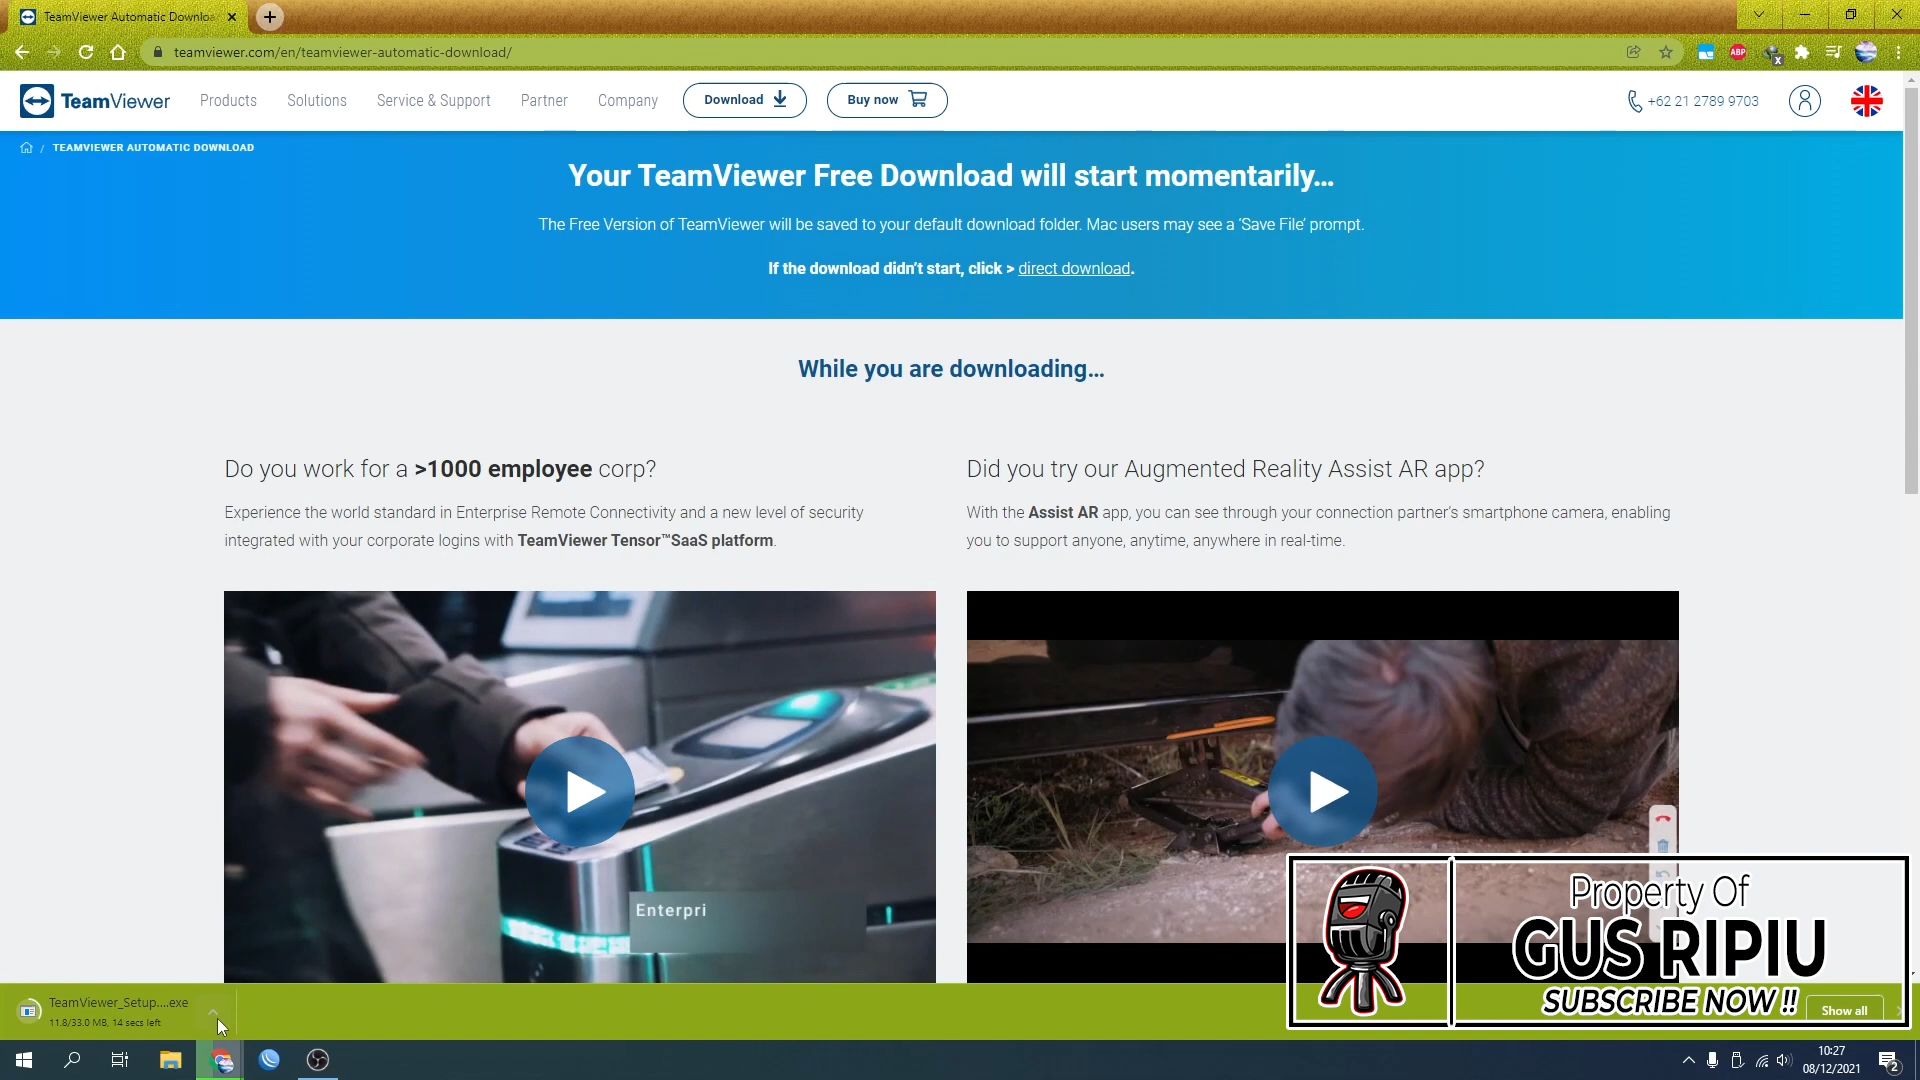 TeamViewer Automatic Downloa
teamviewer.com/en/teamviewer-automatic-download/
ABP
x
TeamViewer
Products
Solutions
Service & Support
Partner
Company
Download
Buy now
+62 21 2789 9703
/ TEAMVIEWER AUTOMATIC DOWNLOAD
Your TeamViewer Free Download will start momentarily...
The Free Version of TeamViewer will be saved to your default download folder. Mac users may see a ‘Save File’ prompt.
If the download didn’t start, click > direct download.
While you are downloading...
Do you work for a >1000 employee corp?
Experience the world standard in Enterprise Remote Connectivity and a new level of security
integrated with your corporate logins with TeamViewer Tensor™SaaS platform.
Did you try our Augmented Reality Assist AR app?
With the Assist AR app, you can see through your connection partner's smartphone camera, enabling
you to support anyone, anytime, anywhere in real-time.
Enterpri
Property Of
GUS RIPIU
SUBSCRIBE NOW !!
TeamViewer_Setup....exe
11.8/33.0 MB, 14 secs left
Show all
10:27
08/12/2021
2